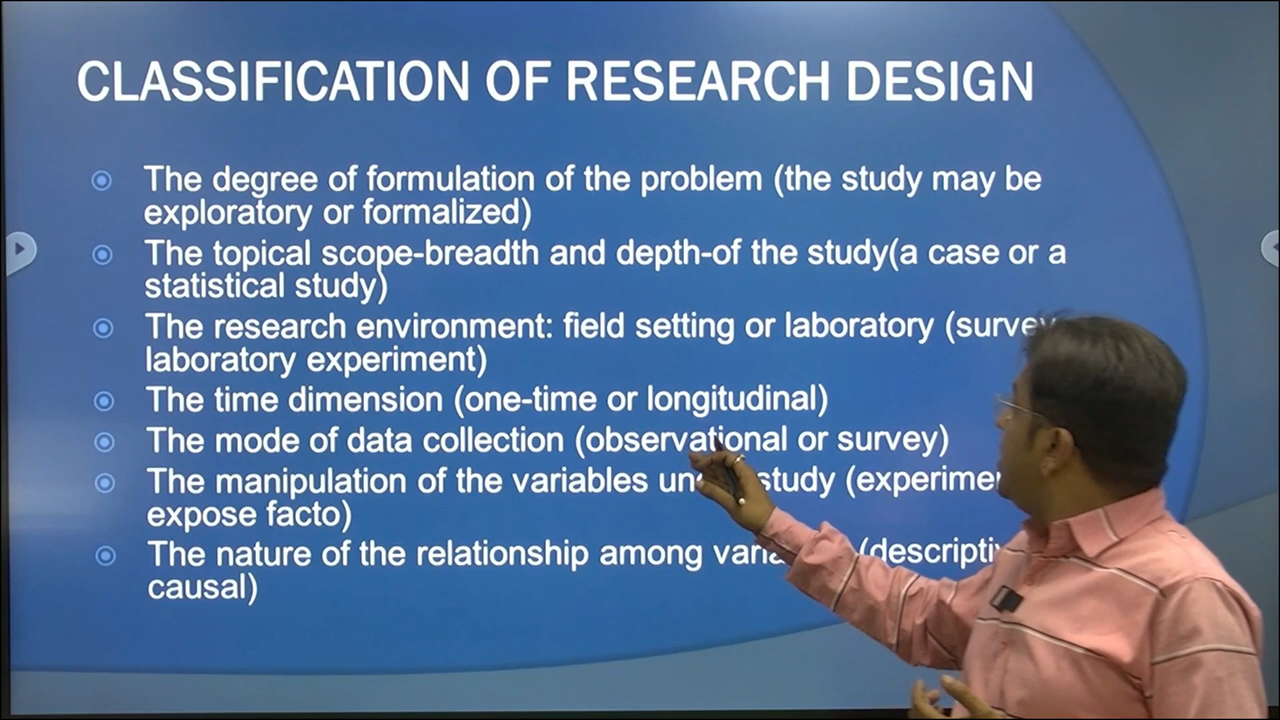 CLASSIFICATION OF RESEARCH DESIGN
The degree of formulation of the problem (the study may be
exploratory or formalized)
The topical scope-breadth and depth-of the study(a case or a
statistical study)
The research environment: field setting or laboratory (survey
laboratory experiment)
The time dimension (one-time or longitudinal)
The mode of data collection (observational or survey)
The manipulation of the variables study
expose facto)
The nature of the relationship among
causal)